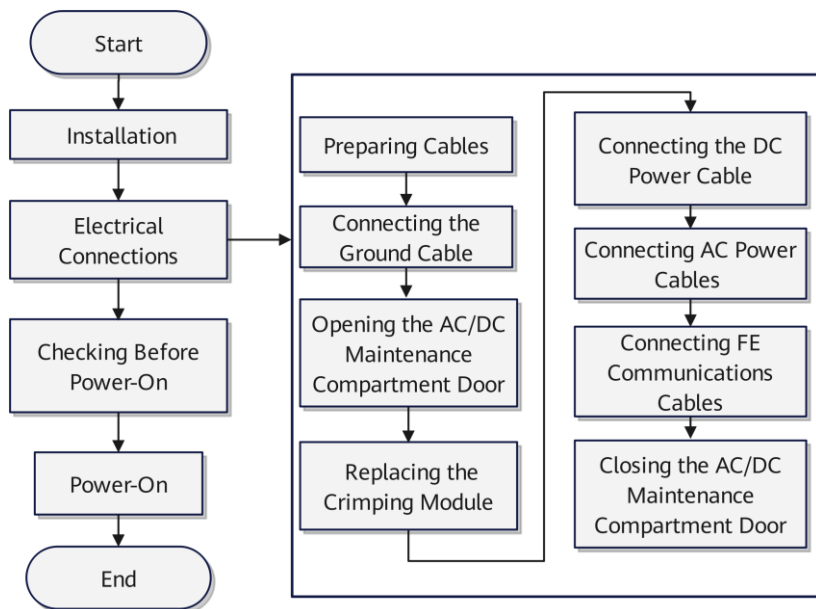 Start
Installation
Electrical
Connections
Checking Before
Power-On
Power-On
End
Preparing Cables
Connecting the
Ground Cable
Opening the AC/DC
Maintenance
Compartment Door
Replacing the
Crimping Module
Connecting the DC
Power Cable
Connecting AC Power
Cables
Connecting FE
Communications
Cables
Closing the AC/DC
Maintenance
Compartment Door